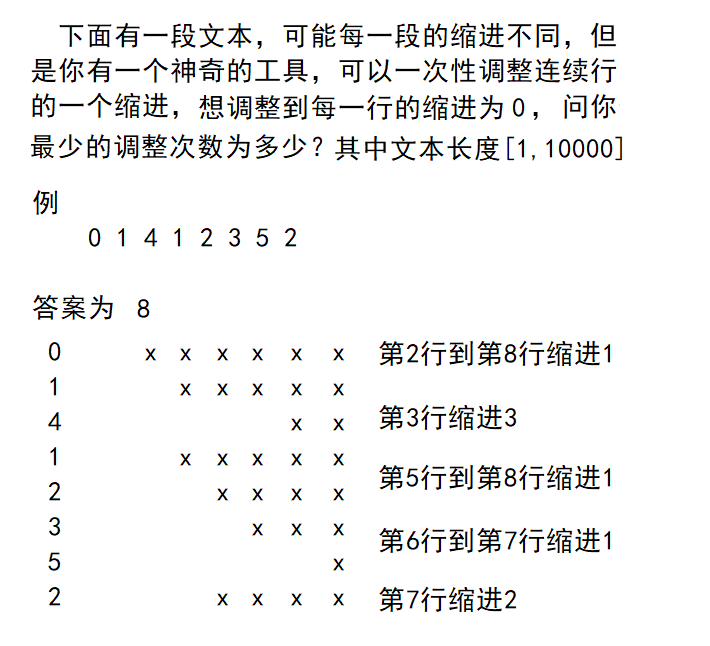 下面有一段文本，可能每一段的缩进不同，但
是你有一个神奇的工具，可以一次性调整连续行
的一个缩进，想调整到每一行的缩进为0，问你
最少的调整次数为多少？其中文本长度[1,10000]
例
0 1 4 1 2 3 5 2
答案为 8
0 x x x x x x 第2行到第8行缩进1
1 x x x x x
4 x x 第3行缩进3
1 x x x x x
2 x x x x 第5行到第8行缩进1
3 x x x 第6行到第7行缩进1
5 x
2 x x x x 第7行缩进2